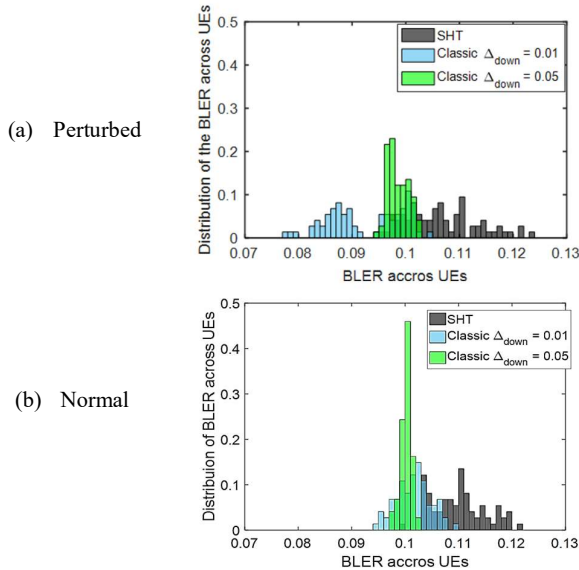 (a) Perturbed
Distribution of the BLER across UEs
0.5
0.4
0.3
0.2
0.1
0
SHT
Classic Δdown = 0.01
Classic Δdown = 0.05
0.07 0.08 0.09 0.1 0.11 0.12 0.13
BLER accros UEs
(b) Normal
Distribuion of BLER across UEs
0.5
0.4
0.3
0.2
0.1
0
SHT
Classic Δdown = 0.01
Classic Δdown = 0.05
0.07 0.08 0.09 0.1 0.11 0.12 0.13
BLER accros UEs